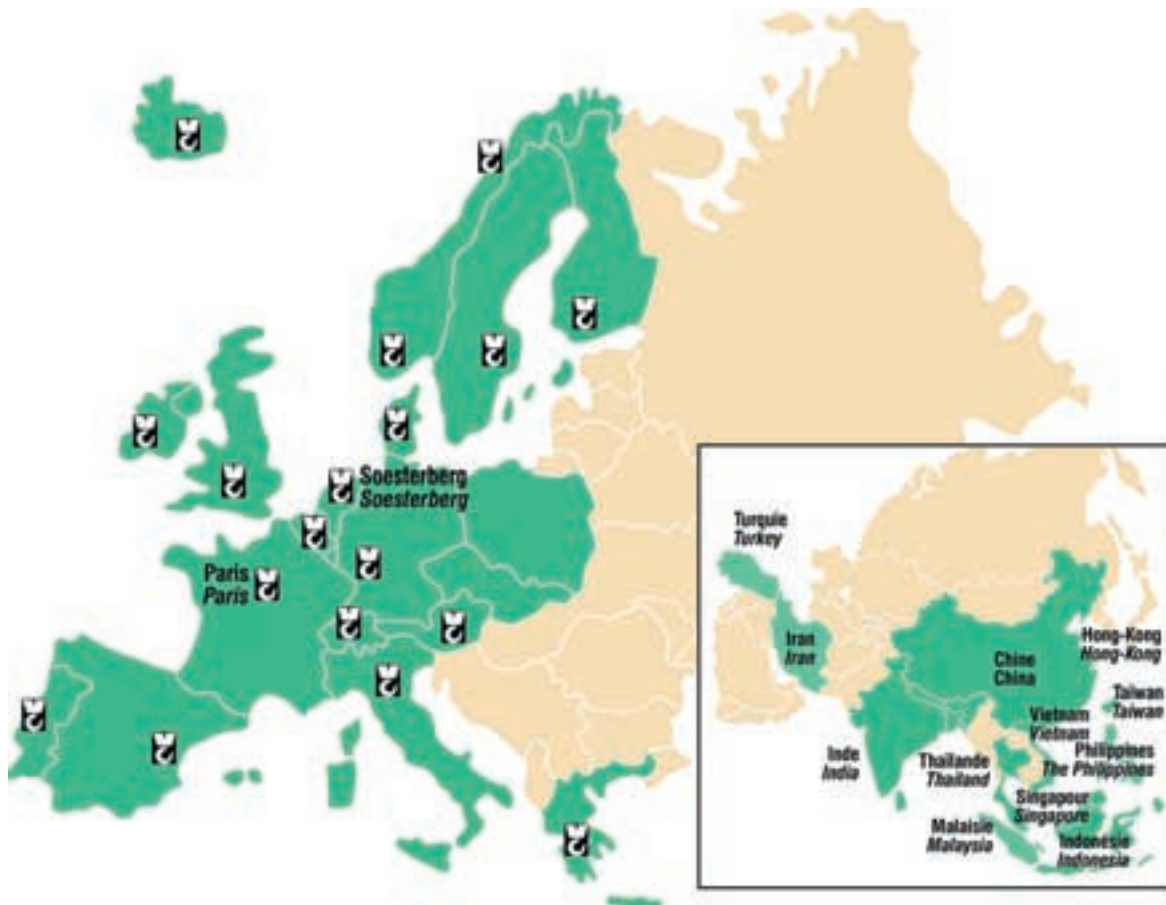 Soesterberg
Soesterberg
Paris
Paris
Turquie
Turkey
Iran
Iran
Chine
China
Hong-Kong
Hong-Kong
Taiwan
Taiwan
Vietnam
Vietnam
Inde
India
Thaïlande
Thailand
Philippines
The Philippines
Singapour
Singapore
Malaisie
Malaysia
Indonésie
Indonesia